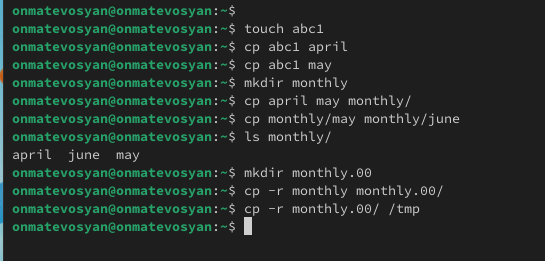 onmatevosyan@onmatevosyan:~$
onmatevosyan@onmatevosyan:~$ touch abc1
onmatevosyan@onmatevosyan:~$ cp abc1 april
onmatevosyan@onmatevosyan:~$ cp abc1 may
onmatevosyan@onmatevosyan:~$ mkdir monthly
onmatevosyan@onmatevosyan:~$ cp april may monthly/
onmatevosyan@onmatevosyan:~$ cp monthly/may monthly/june
onmatevosyan@onmatevosyan:~$ ls monthly/
april  june  may
onmatevosyan@onmatevosyan:~$ mkdir monthly.00
onmatevosyan@onmatevosyan:~$ cp -r monthly monthly.00/
onmatevosyan@onmatevosyan:~$ cp -r monthly.00/ /tmp
onmatevosyan@onmatevosyan:~$